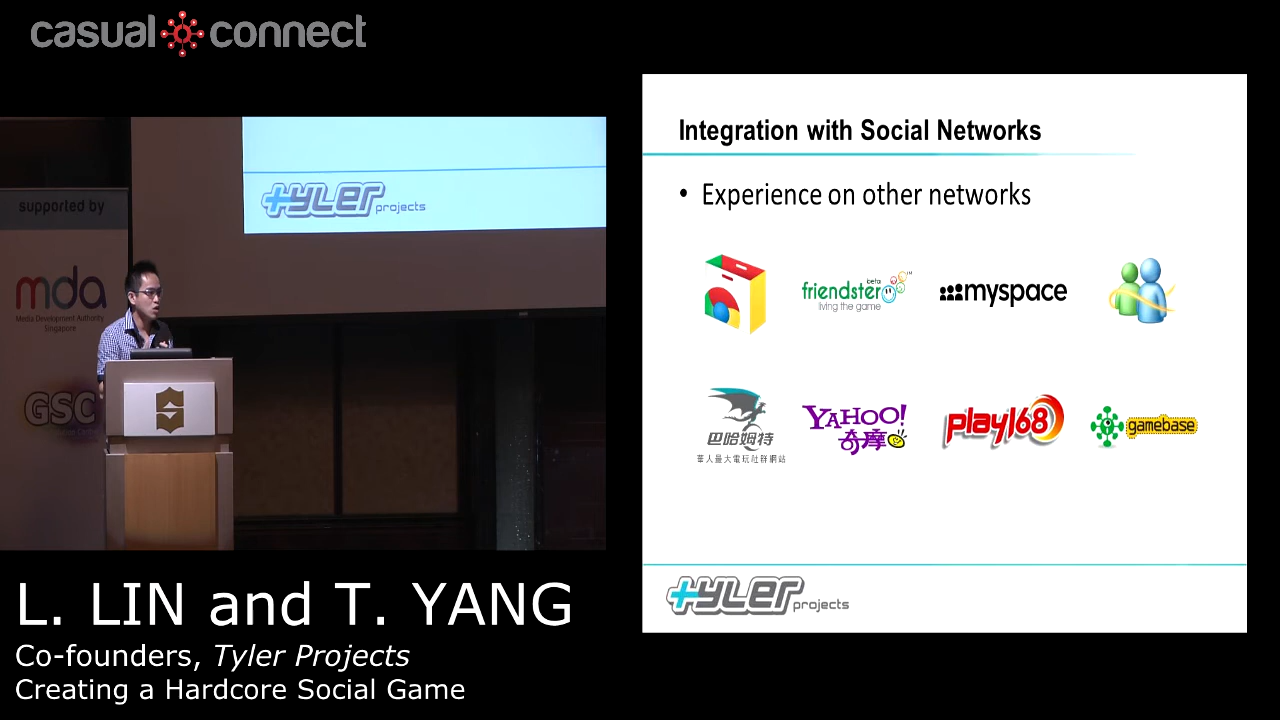 casual connect
supported by
mda
Media Development Authority
Singapore
GSC
tyler projects
Integration with Social Networks
• Experience on other networks
beta
friendster
living the game
myspace
巴哈姆特
華人最大電玩社群網站
YAHOO!
奇摩
play168
gamebase
tyler projects
L. LIN and T. YANG
Co-founders, Tyler Projects
Creating a Hardcore Social Game